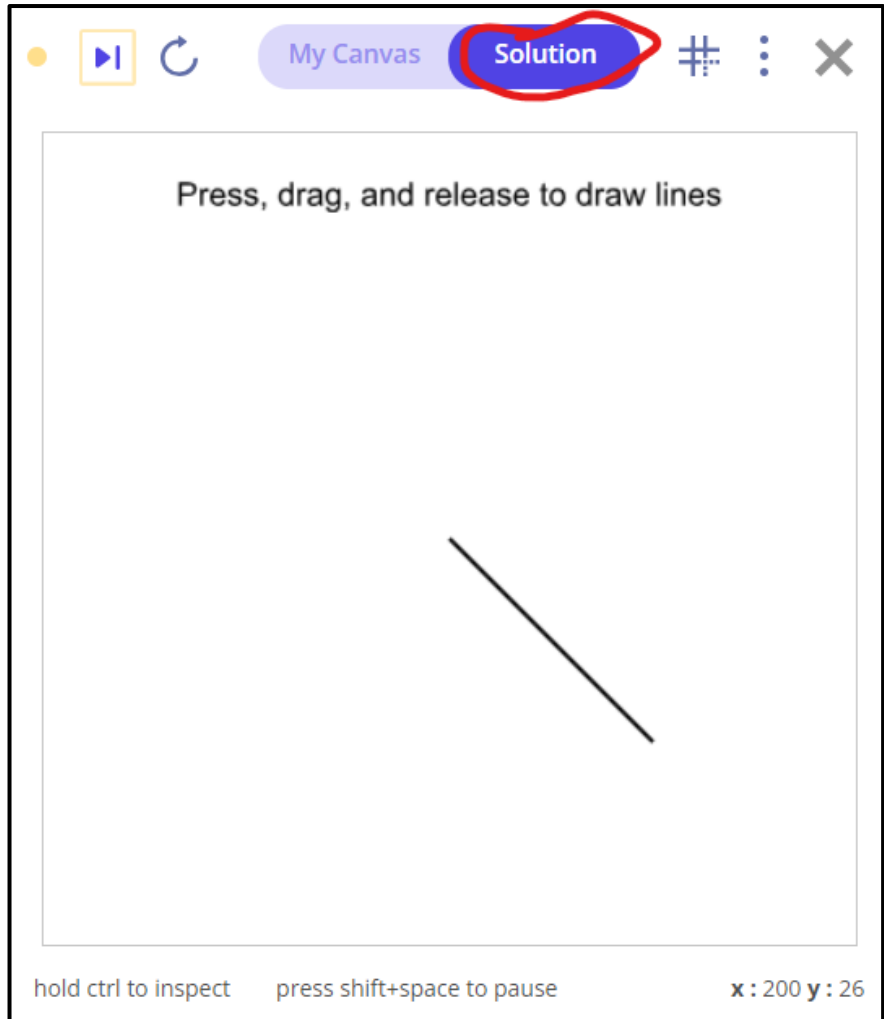 My Canvas Solution
Press, drag, and release to draw lines
hold ctrl to inspect press shift+space to pause x : 200 y : 26